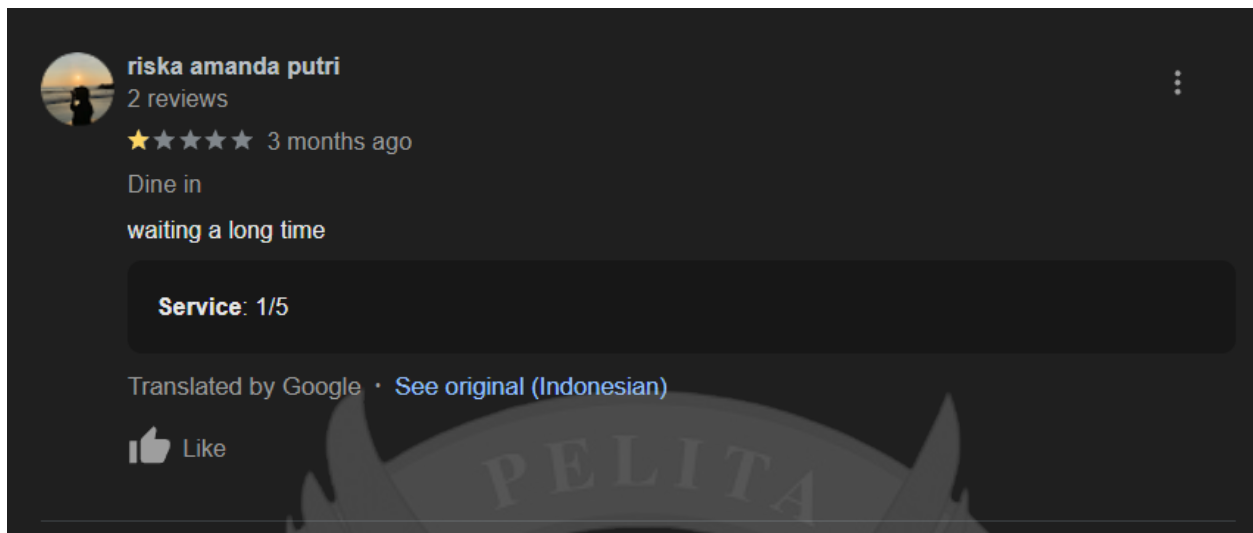 riska amanda putri
2 reviews
3 months ago
Dine in
waiting a long time
Service: 1/5
Translated by Google · See original (Indonesian)
Like
PELITA